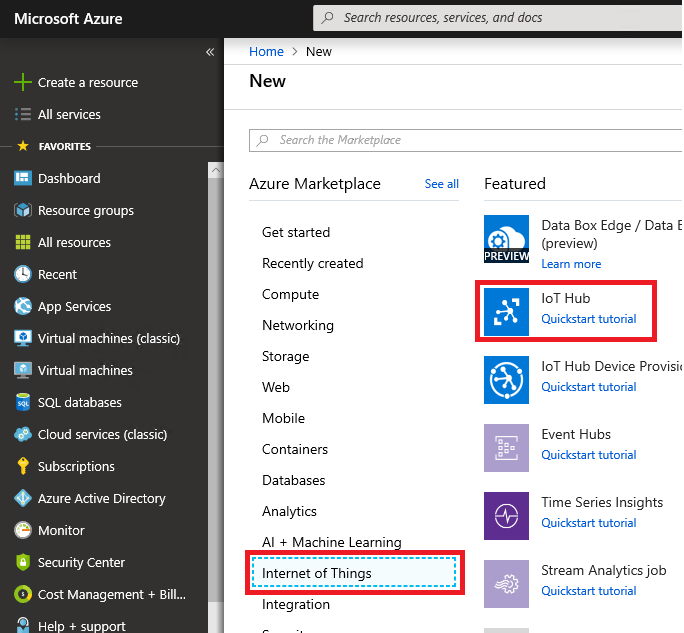 Microsoft Azure
Search resources, services, and docs
«
Create a resource
All services
FAVORITES
Dashboard
Resource groups
All resources
Recent
App Services
Virtual machines (classic)
Virtual machines
SQL databases
Cloud services (classic)
Subscriptions
Azure Active Directory
Monitor
Security Center
Cost Management + Bill...
Help + support
Home > New
New
Search the Marketplace
Azure Marketplace
See all
Get started
Recently created
Compute
Networking
Storage
Web
Mobile
Containers
Databases
Analytics
AI + Machine Learning
Internet of Things
Integration
Featured
PREVIEW
Data Box Edge / Data B
(preview)
Learn more
IoT Hub
Quickstart tutorial
IoT Hub Device Provisi
Quickstart tutorial
Event Hubs
Quickstart tutorial
Time Series Insights
Quickstart tutorial
Stream Analytics job
Quickstart tutorial